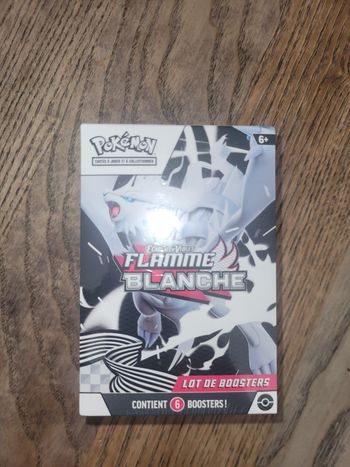 POKÉMON
CARTES À JOUER ET À COLLECTIONNER
6+
ÉCARLATE ET VIOLET
FLAMME
BLANCHE
LOT DE BOOSTERS
CONTIENT 6 BOOSTERS!